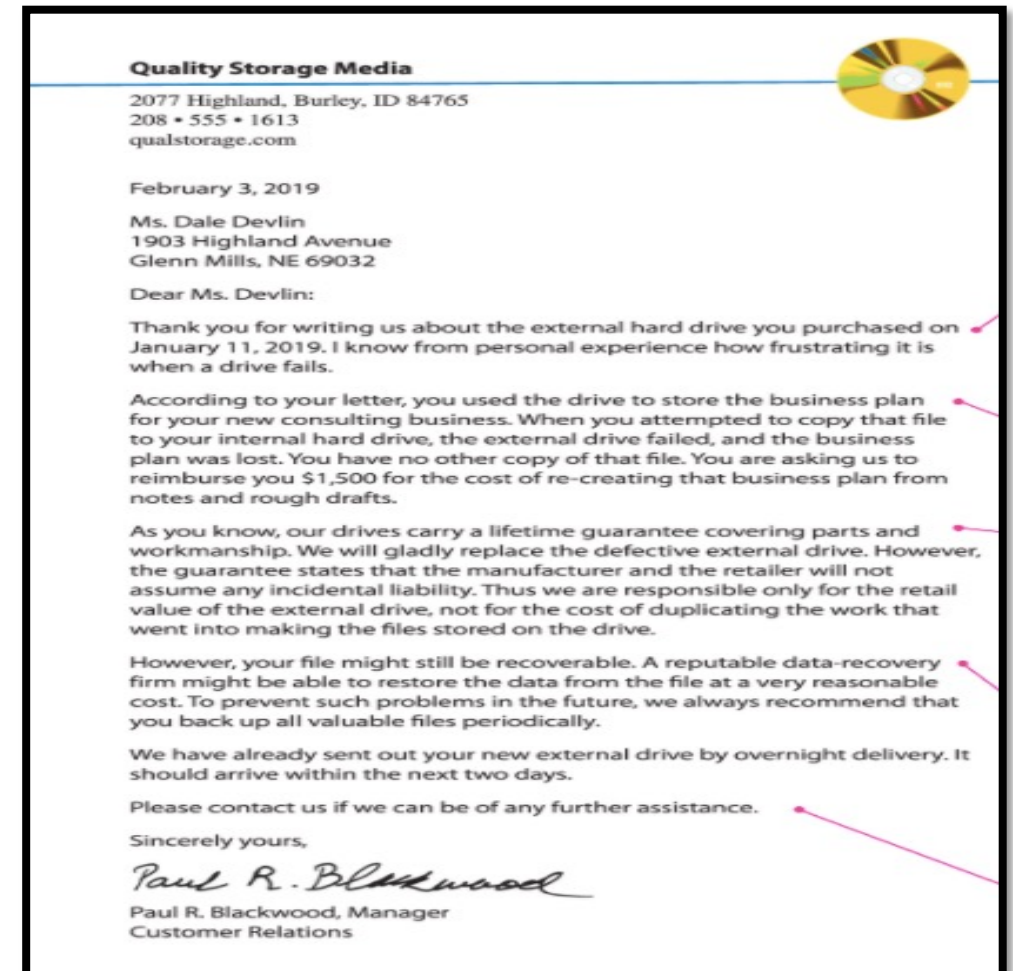 Quality Storage Media
2077 Highland, Burley, ID 84765
208 • 555 • 1613
qualstorage.com
February 3, 2019
Ms. Dale Devlin
1903 Highland Avenue
Glenn Mills, NE 69032
Dear Ms. Devlin:
Thank you for writing us about the external hard drive you purchased on
January 11, 2019. I know from personal experience how frustrating it is
when a drive fails.
According to your letter, you used the drive to store the business plan
for your new consulting business. When you attempted to copy that file
to your internal hard drive, the external drive failed, and the business
plan was lost. You have no other copy of that file. You are asking us to
reimburse you $1,500 for the cost of re-creating that business plan from
notes and rough drafts.
As you know, our drives carry a lifetime guarantee covering parts and
workmanship. We will gladly replace the defective external drive. However,
the guarantee states that the manufacturer and the retailer will not
assume any incidental liability. Thus we are responsible only for the retail
value of the external drive, not for the cost of duplicating the work that
went into making the files stored on the drive.
However, your file might still be recoverable. A reputable data-recovery
firm might be able to restore the data from the file at a very reasonable
cost. To prevent such problems in the future, we always recommend that
you back up all valuable files periodically.
We have already sent out your new external drive by overnight delivery. It
should arrive within the next two days.
Please contact us if we can be of any further assistance.
Sincerely yours,
Paul R. Blackwood
Paul R. Blackwood, Manager
Customer Relations